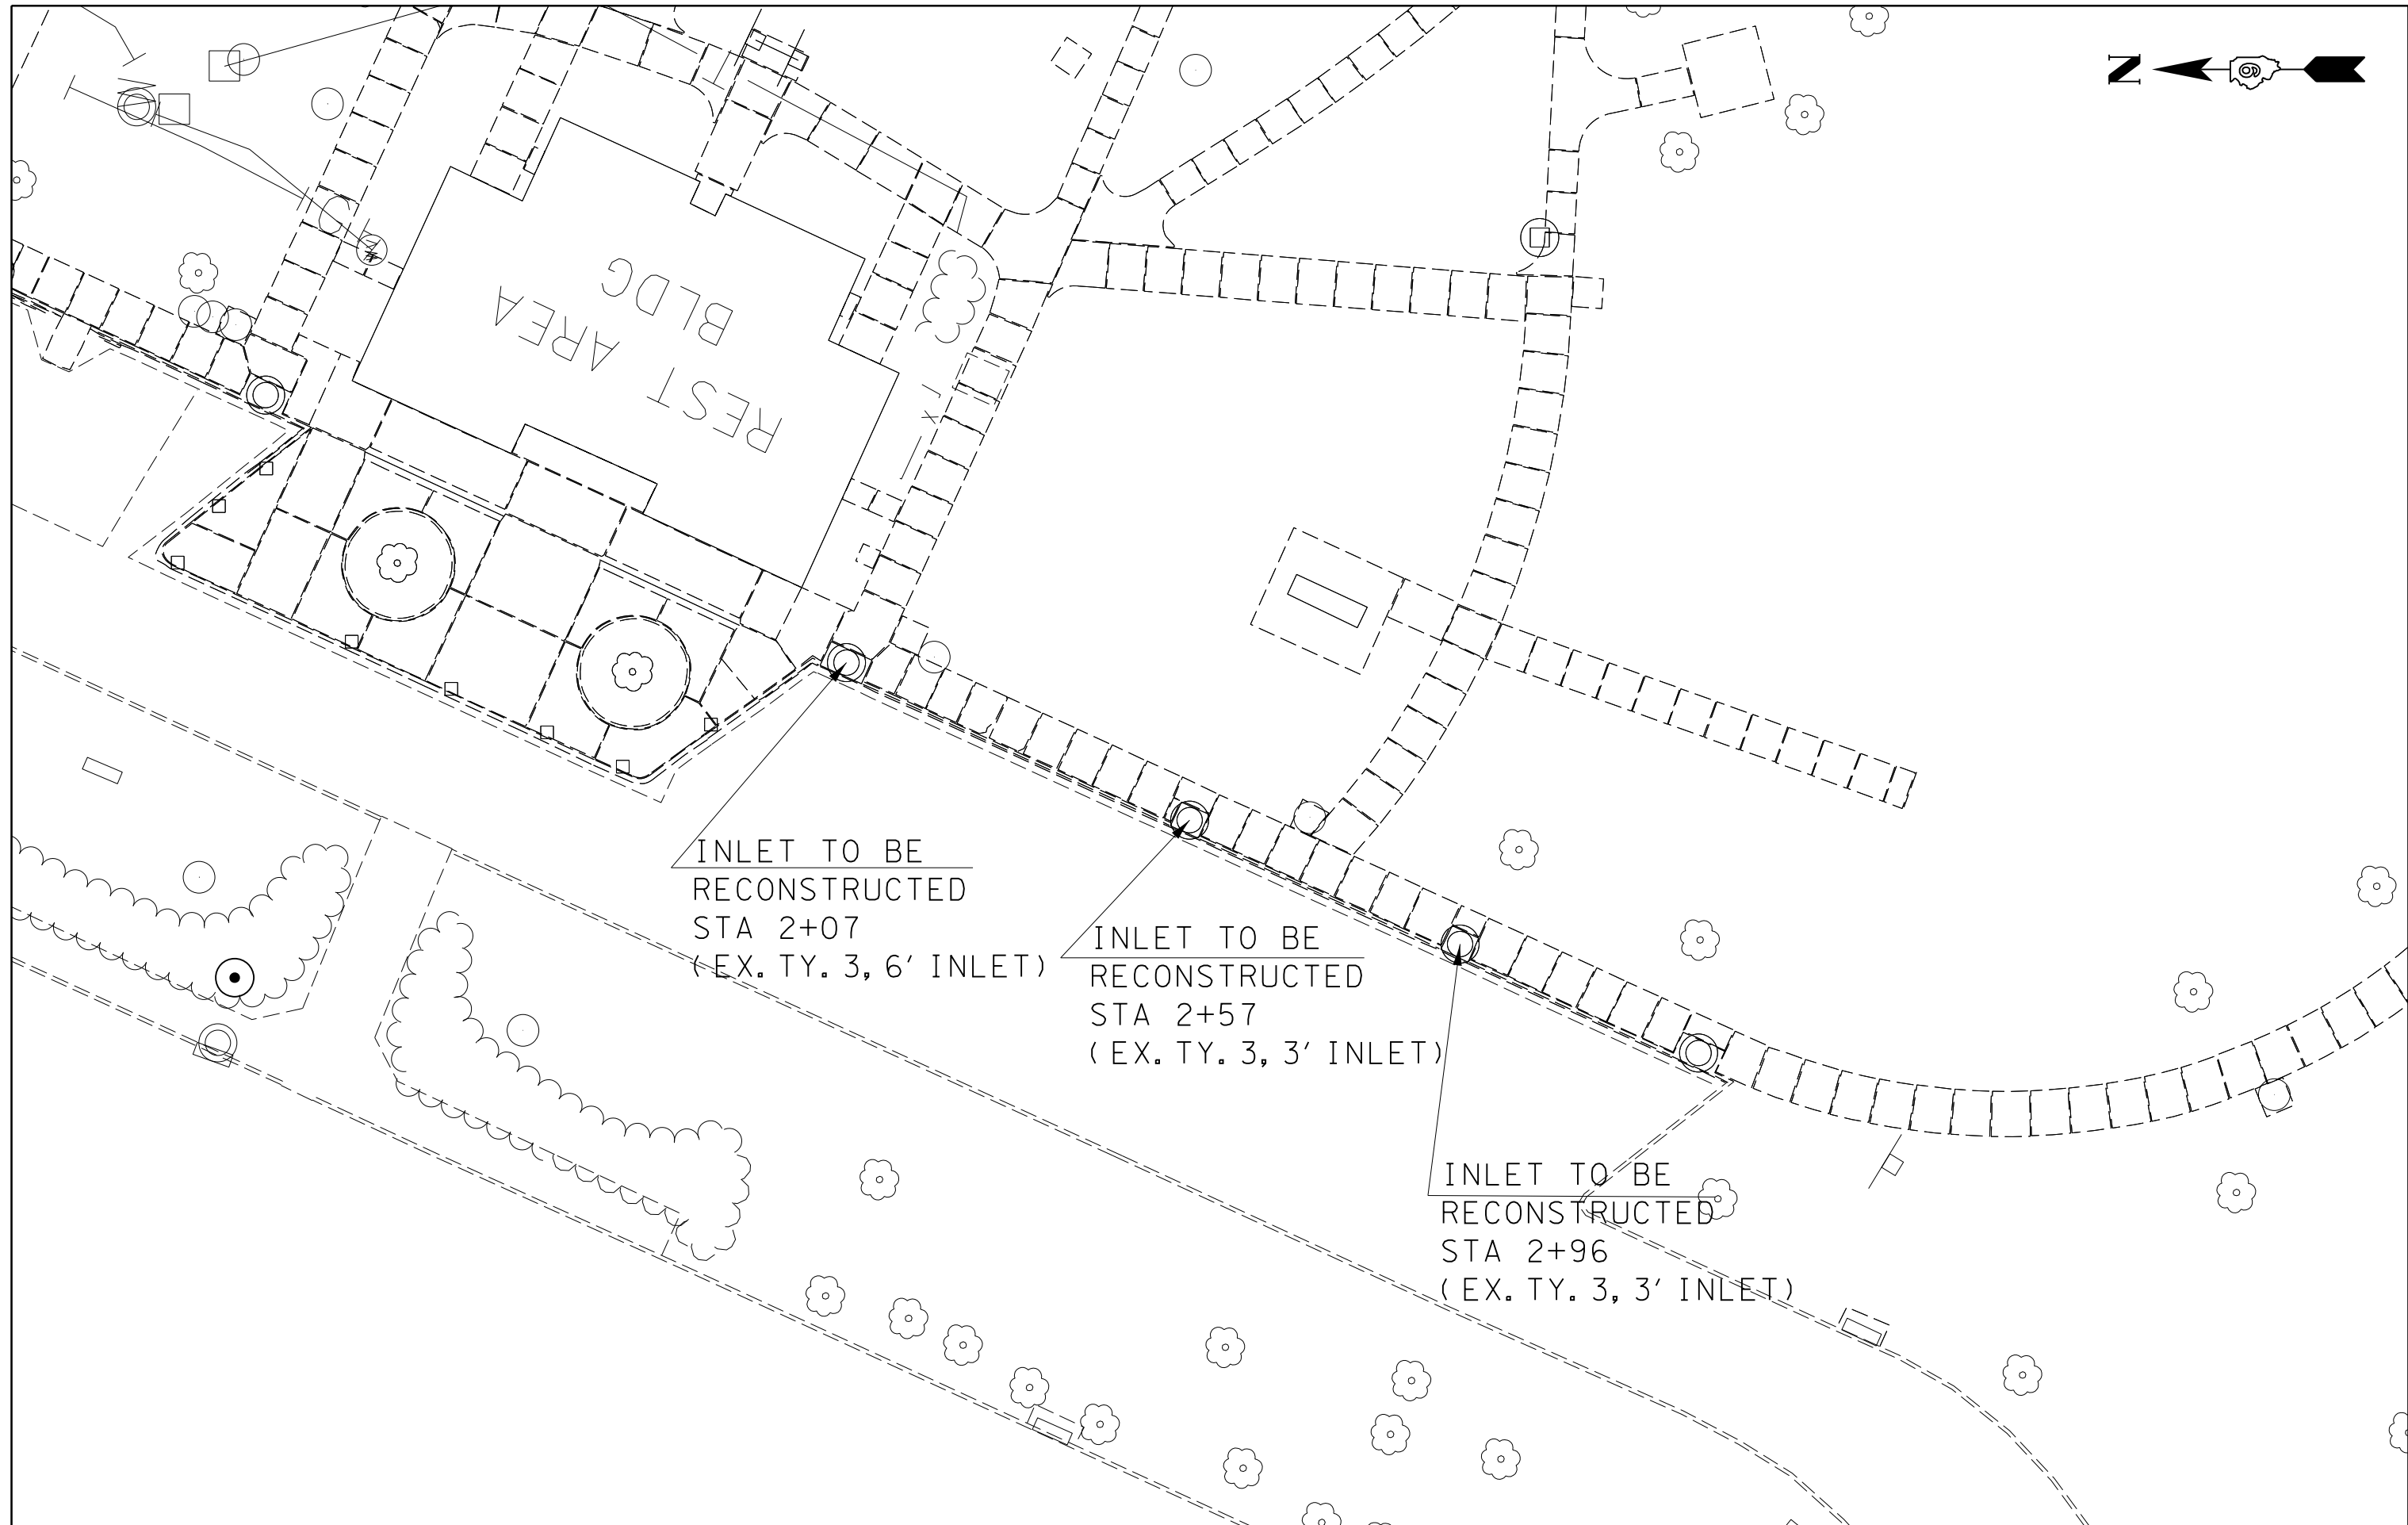 N
9
REST AREA
BLDG
INLET TO BE
RECONSTRUCTED
STA 2+07
(EX. TY. 3, 6' INLET)
INLET TO BE
RECONSTRUCTED
STA 2+57
(EX. TY. 3, 3' INLET)
INLET TO BE
RECONSTRUCTED
STA 2+96
(EX. TY. 3, 3' INLET)